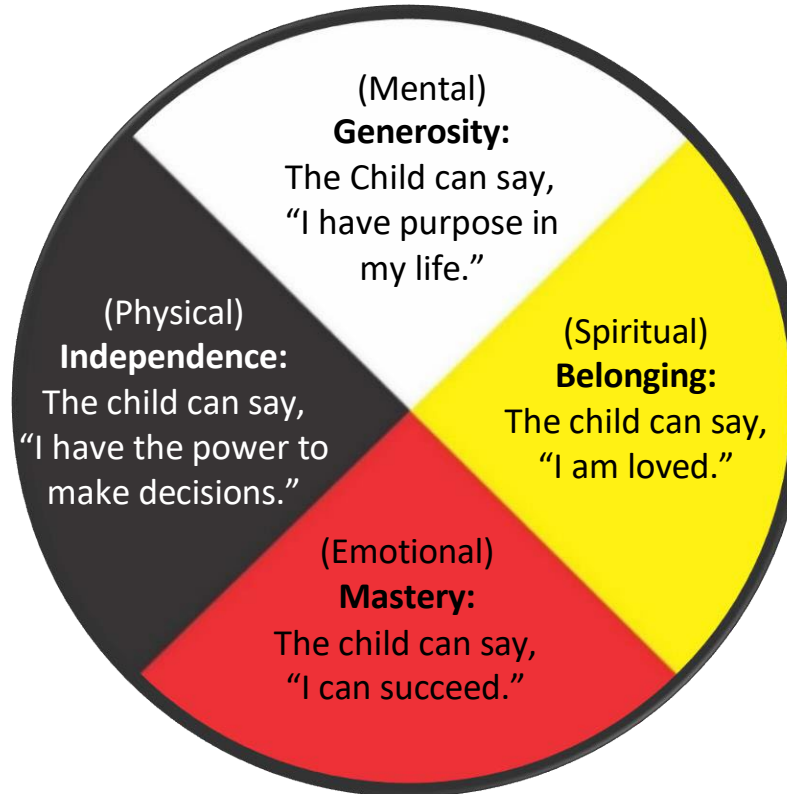 (Mental)
Generosity:
The Child can say,
“I have purpose in
my life.”
(Physical)
Independence:
The child can say,
“I have the power to
make decisions.”
(Spiritual)
Belonging:
The child can say,
“I am loved.”
(Emotional)
Mastery:
The child can say,
“I can succeed.”